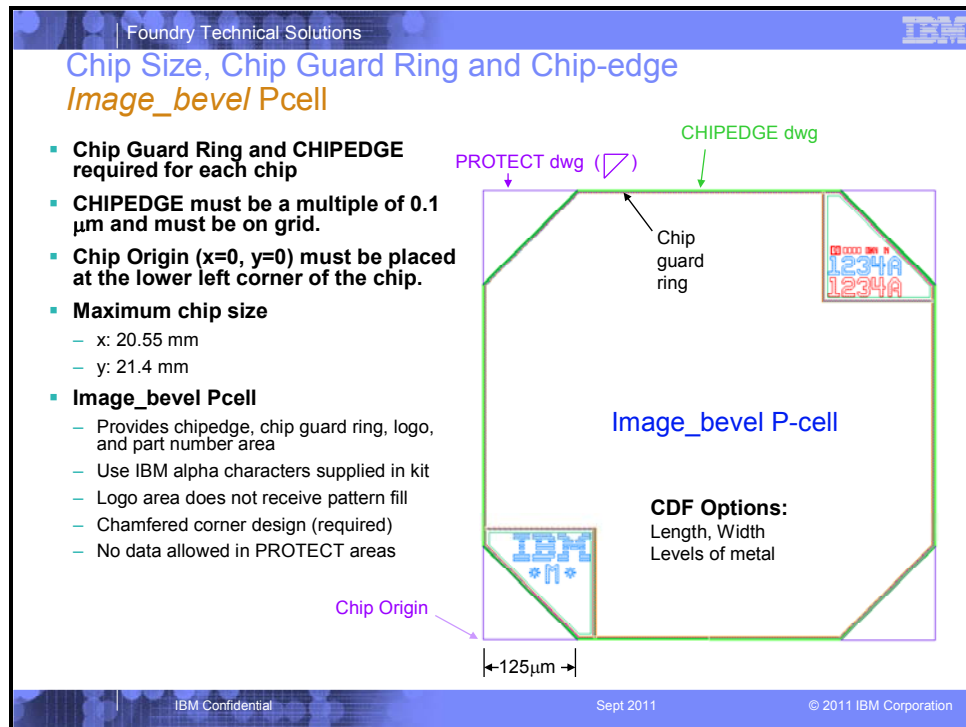 Foundry Technical Solutions
IBM
Chip Size, Chip Guard Ring and Chip-edge
Image_bevel Pcell
▪ Chip Guard Ring and CHIPEDGE
required for each chip
▪ CHIPEDGE must be a multiple of 0.1
μm and must be on grid.
▪ Chip Origin (x=0, y=0) must be placed
at the lower left corner of the chip.
▪ Maximum chip size
– x: 20.55 mm
– y: 21.4 mm
▪ Image_bevel Pcell
– Provides chipedge, chip guard ring, logo,
and part number area
– Use IBM alpha characters supplied in kit
– Logo area does not receive pattern fill
– Chamfered corner design (required)
– No data allowed in PROTECT areas
CHIPEDGE dwg
PROTECT dwg ( )
Chip
guard
ring
1234A
1234A
Image_bevel P-cell
CDF Options:
Length, Width
Levels of metal
IBM
*M*
Chip Origin
125μm
IBM Confidential
Sept 2011
© 2011 IBM Corporation